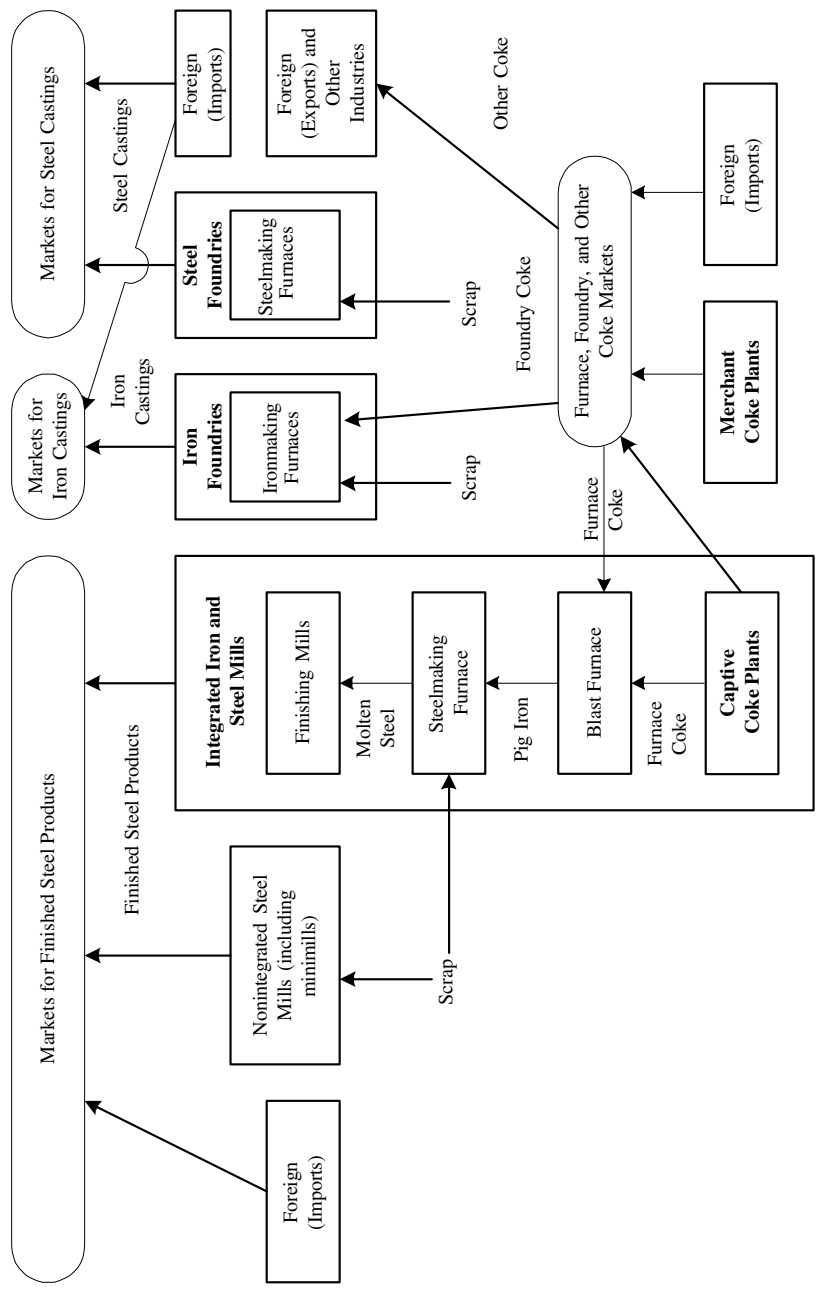 Markets for Finished Steel Products
Markets for
Iron Castings
Markets for Steel Castings
Finished Steel Products
Iron
Castings
Steel Castings
Foreign
(Imports)
Nonintegrated Steel
Mills (including
minimills)
Scrap
Integrated Iron and
Steel Mills
Finishing Mills
Molten
Steel
Steelmaking
Furnace
Pig Iron
Blast Furnace
Furnace
Coke
Captive
Coke Plants
Iron
Foundries
Ironmaking
Furnaces
Scrap
Steel
Foundries
Steelmaking
Furnaces
Scrap
Foreign
(Imports)
Foreign
(Exports) and
Other
Industries
Furnace
Coke
Foundry Coke
Other Coke
Furnace, Foundry, and Other
Coke Markets
Merchant
Coke Plants
Foreign
(Imports)